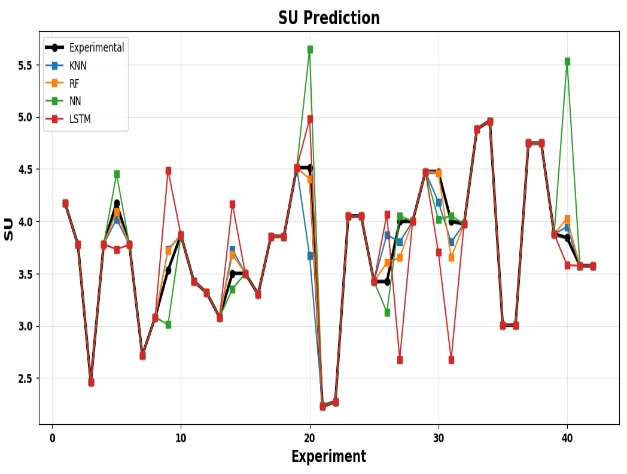 SU Prediction
Experimental
KNN
RF
NN
LSTM
5.5
5.0
4.5
4.0
3.5
3.0
2.5
SU
0 10 20 30 40
Experiment